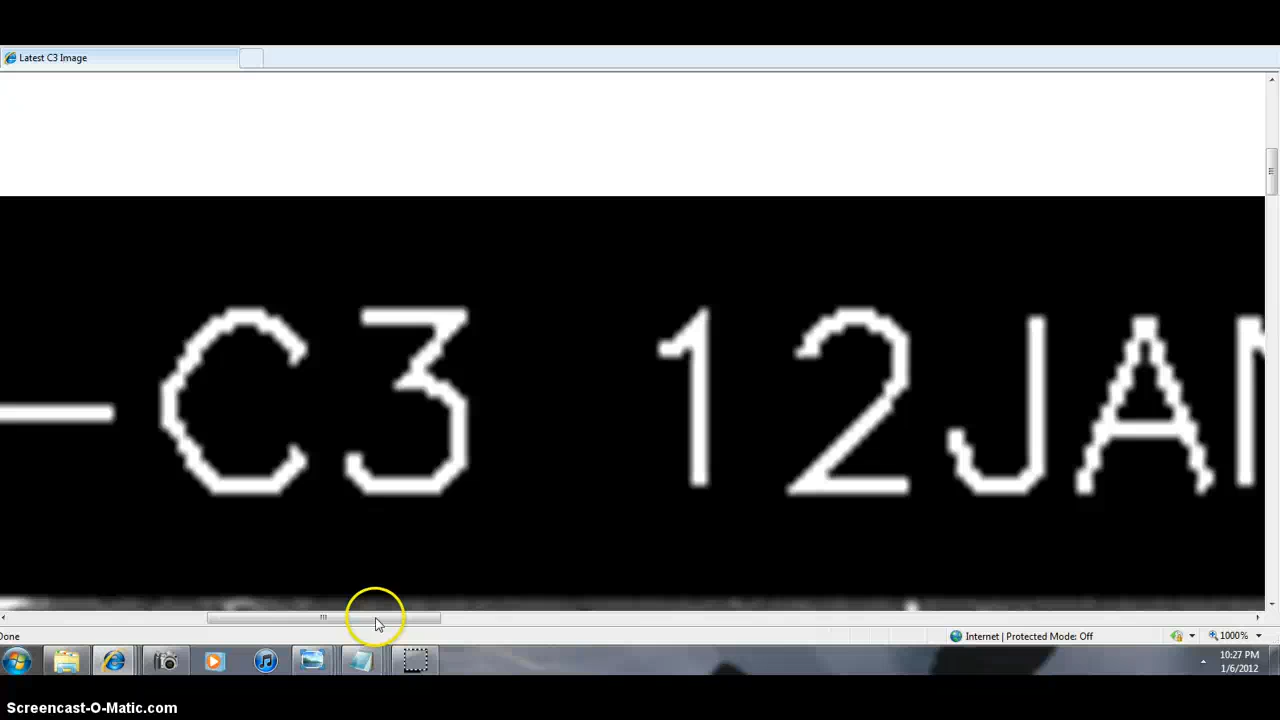 Latest C3 Image
-C3 12JAN
Done
Internet | Protected Mode: Off
1000%
10:27 PM
1/6/2012
Screencast-O-Matic.com